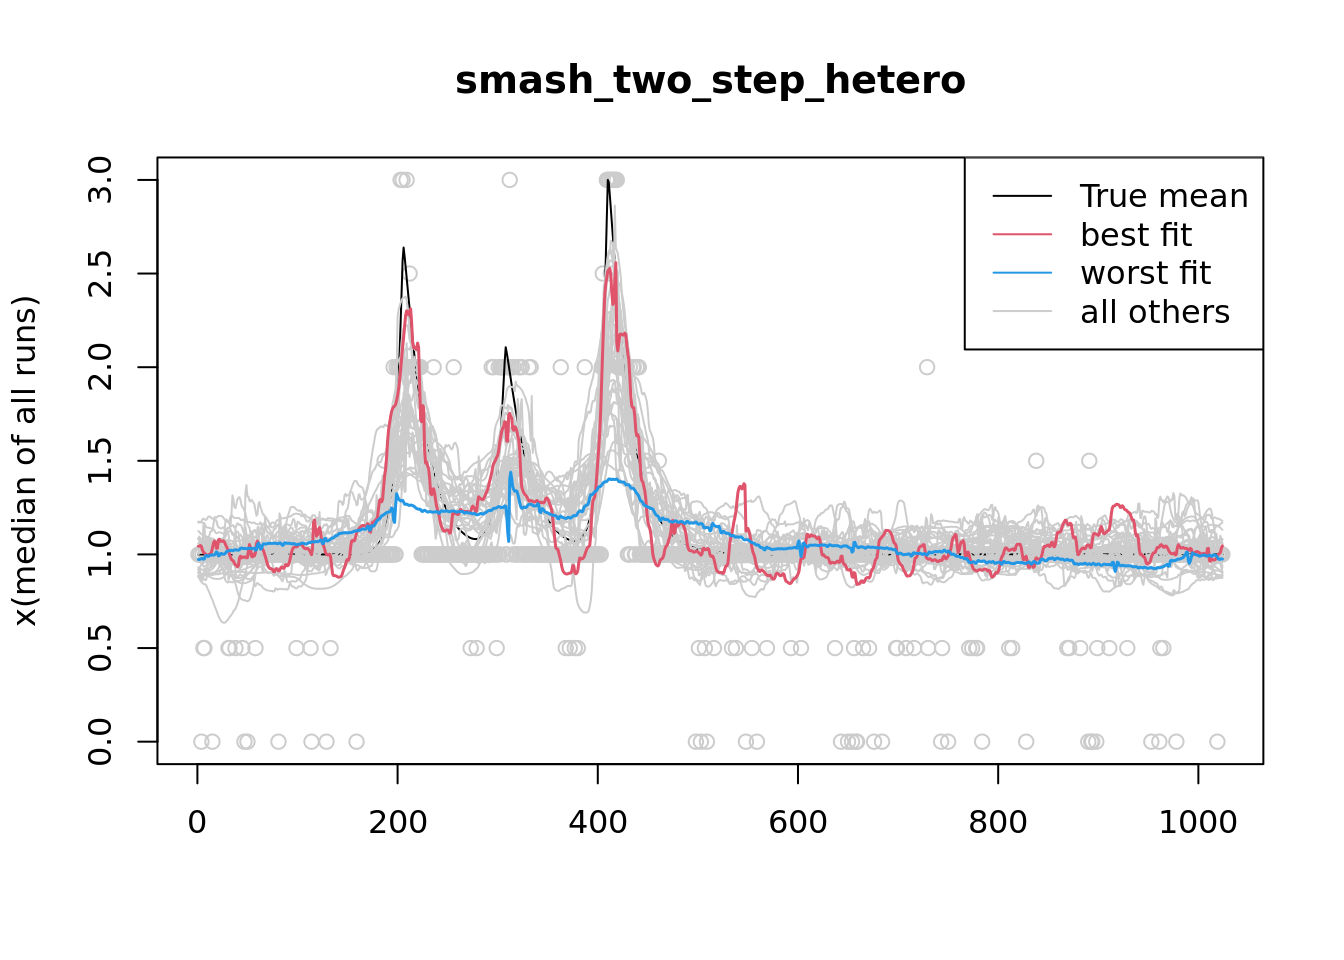 smash_two_step_hetero
x(median of all runs)
3.0
2.5
2.0
1.5
1.0
0.5
0.0
True mean
best fit
worst fit
all others
0 200 400 600 800 1000